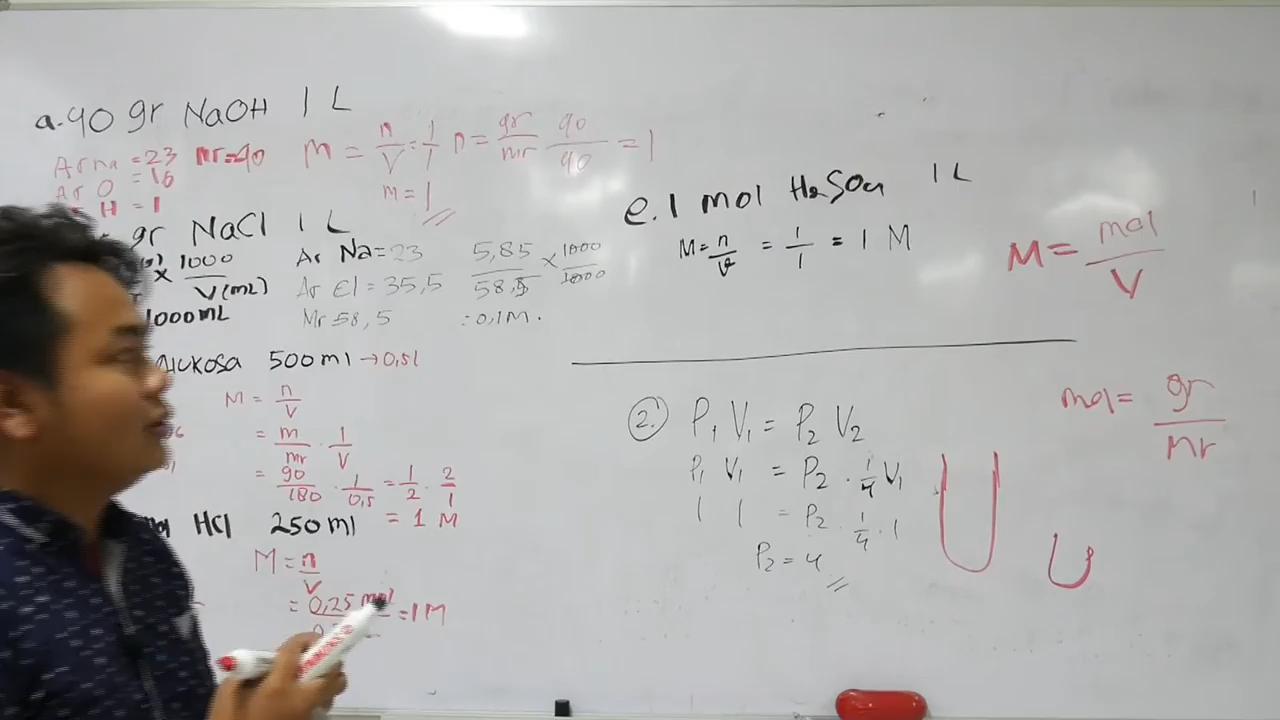 a. 40 gr NaOH 1 L
Ar Na = 23 Mr = 40 M = n/V = 1/1 n = gr/mr 40/40 = 1
Ar O = 16 m = 1
H = 1
gr NaCl 1 L
x 1000/V(mL) Ar Na = 23 5,85/58,5 x 1000/1000
1000 mL Ar Cl = 35,5
Mr = 58,5 = 0,1 M.
Glukosa 500 ml → 0,5 l
M = n/V
= m/mr . 1/V
= 90/180 . 1/0,5 = 1/2 . 2/1
= 1 M
HCl 250 ml
M = n/V
= 0,25 mol = 1 M
e. 1 mol H2SO4 1 L
M = n/V = 1/1 = 1 M
2. P1 V1 = P2 V2
P1 V1 = P2 . 1/4 V1
1 1 = P2 . 1/4 . 1
P2 = 4
M = mol/V
mol = gr/Mr